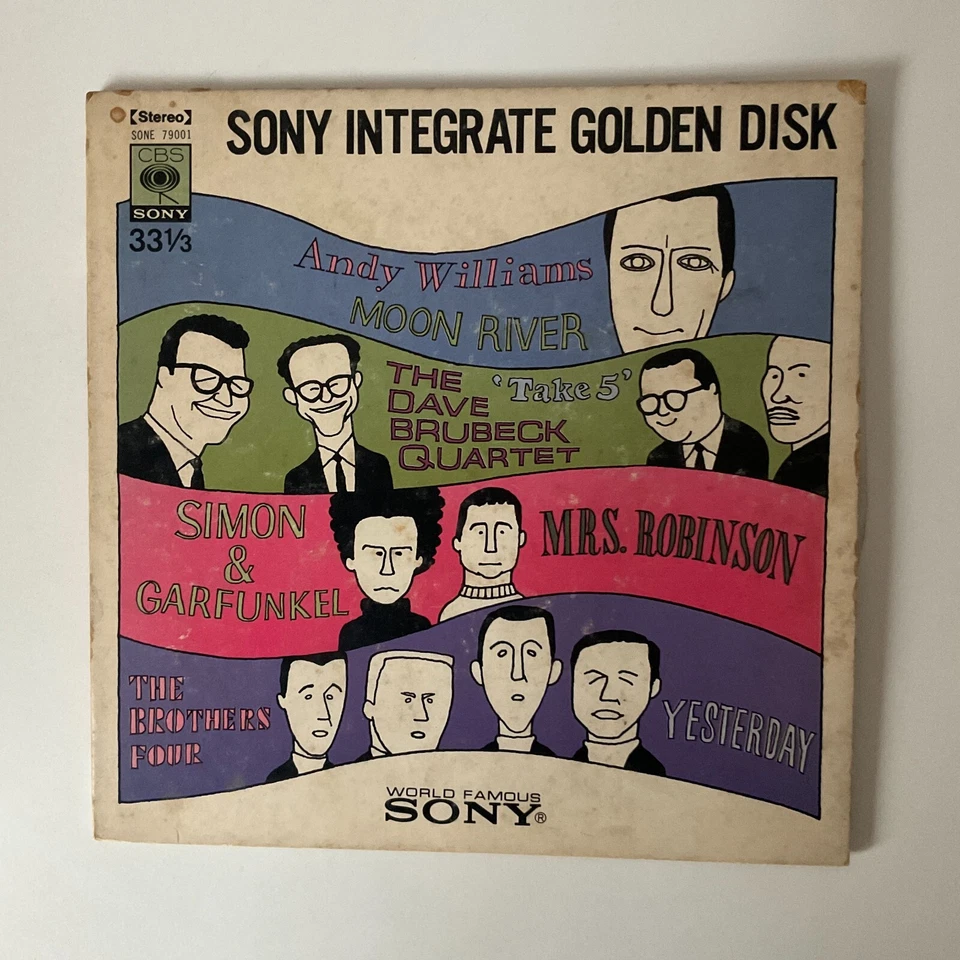 【Stereo】
SONE 79001
CBS
SONY
33⅓
SONY INTEGRATE GOLDEN DISK
Andy Williams
MOON RIVER
THE
DAVE
BRUBECK
QUARTET
'Take 5'
SIMON
&
GARFUNKEL
MRS. ROBINSON
THE
BROTHERS
FOUR
YESTERDAY
WORLD FAMOUS
SONY®